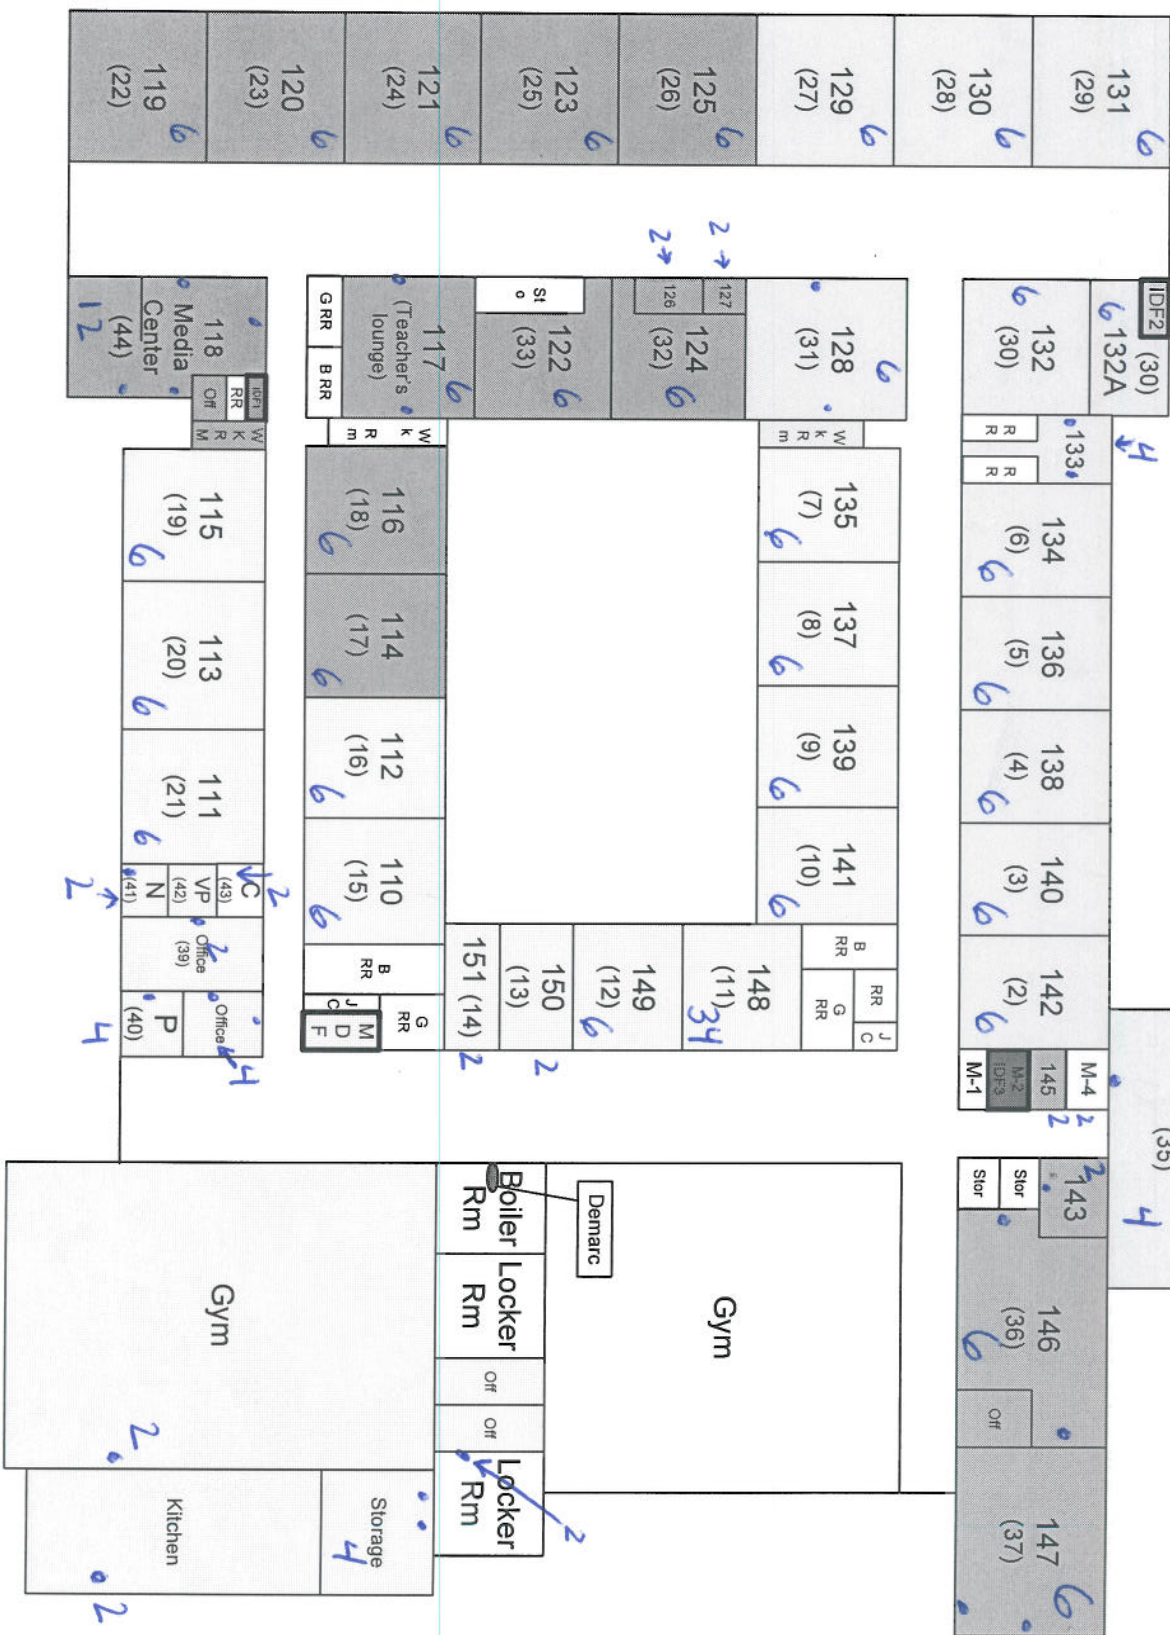 131
(29)
6
130
(28)
6
129
(27)
6
125
(26)
6
123
(25)
6
121
(24)
6
120
(23)
6
119
(22)
6
2→
2→
IDF2
(30)
132A
6
132
(30)
6
133
4
R R
R R
127
126
128
(31)
6
124
(32)
6
122
(33)
6
St
o
117
(Teacher's
lounge)
6
G RR
B RR
118
Media
Center
(44)
12
IDF1
RR
Off
W
K
R
M
W
k
R
m
W
k
R
m
134
(6)
6
136
(5)
6
138
(4)
6
140
(3)
6
142
(2)
6
135
(7)
6
137
(8)
6
139
(9)
6
141
(10)
6
116
(18)
6
114
(17)
6
112
(16)
6
110
(15)
6
115
(19)
6
113
(20)
6
111
(21)
6
C
(43)
2
VP
(42)
N
(41)
2
Office
(39)
2
Office
4
P
(40)
4
B
RR
G
RR
J
C
M
D
F
151 (14)
2
150
(13)
2
149
(12)
6
148
(11)
34
B
RR
G
RR
RR
J
C
M-4
2
145
2
M-2
IDF3
M-1
(35)
4
143
2
Stor
Stor
146
(36)
6
Off
147
(37)
6
Demarc
Gym
Boiler
Rm
Locker
Rm
Off
Off
Locker
Rm
2
Gym
2
Storage
4
Kitchen
2